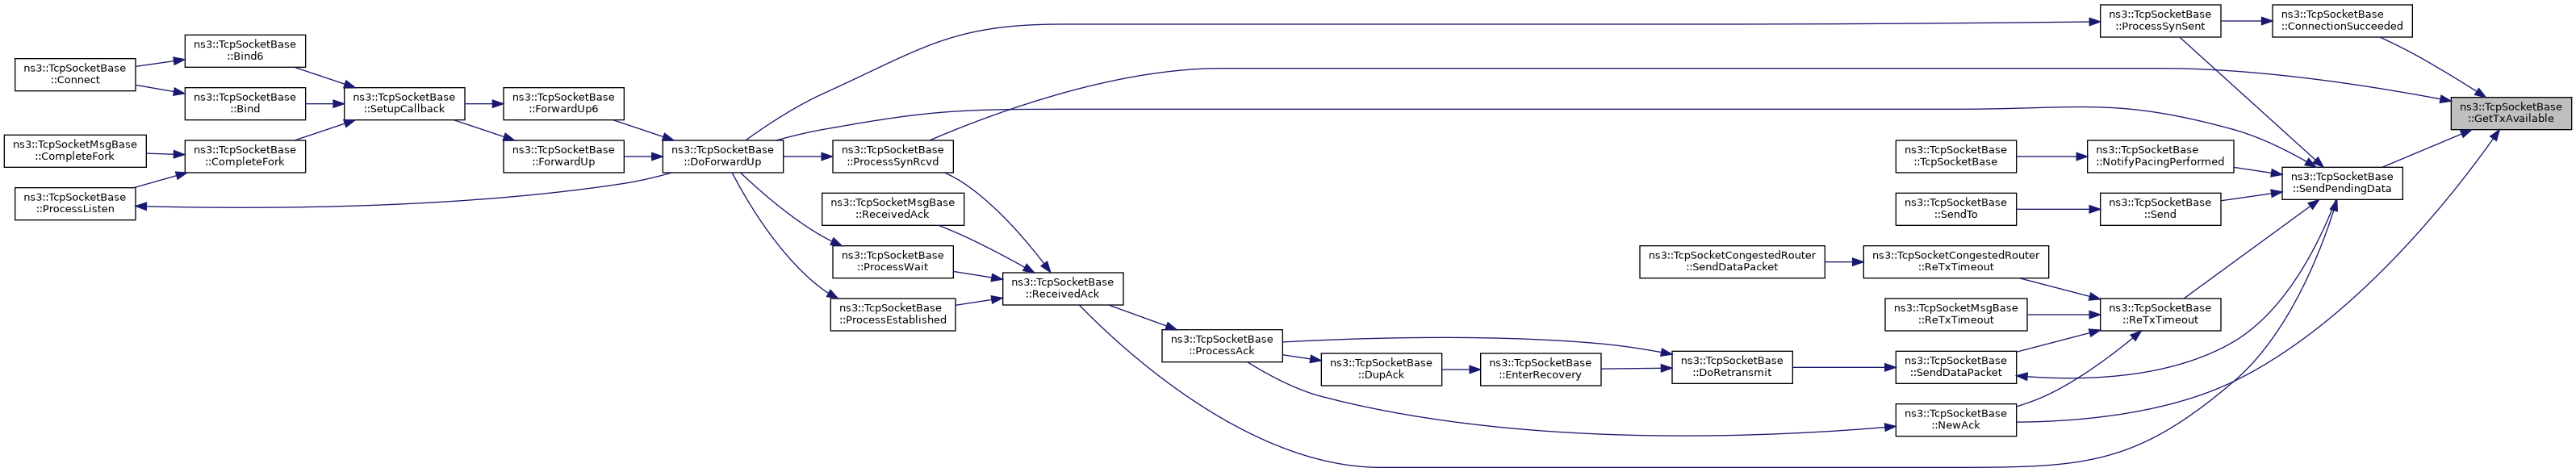 ns3::TcpSocketBase
::Connect
ns3::TcpSocketMsgBase
::CompleteFork
ns3::TcpSocketBase
::ProcessListen
ns3::TcpSocketBase
::Bind6
ns3::TcpSocketBase
::Bind
ns3::TcpSocketBase
::CompleteFork
ns3::TcpSocketBase
::SetupCallback
ns3::TcpSocketBase
::ForwardUp6
ns3::TcpSocketBase
::ForwardUp
ns3::TcpSocketBase
::DoForwardUp
ns3::TcpSocketBase
::ProcessSynRcvd
ns3::TcpSocketMsgBase
::ReceivedAck
ns3::TcpSocketBase
::ProcessWait
ns3::TcpSocketBase
::ProcessEstablished
ns3::TcpSocketBase
::ReceivedAck
ns3::TcpSocketBase
::ProcessAck
ns3::TcpSocketBase
::DupAck
ns3::TcpSocketBase
::EnterRecovery
ns3::TcpSocketBase
::DoRetransmit
ns3::TcpSocketCongestedRouter
::SendDataPacket
ns3::TcpSocketBase
::TcpSocketBase
ns3::TcpSocketBase
::SendTo
ns3::TcpSocketCongestedRouter
::ReTxTimeout
ns3::TcpSocketMsgBase
::ReTxTimeout
ns3::TcpSocketBase
::SendDataPacket
ns3::TcpSocketBase
::NewAck
ns3::TcpSocketBase
::ProcessSynSent
ns3::TcpSocketBase
::NotifyPacingPerformed
ns3::TcpSocketBase
::Send
ns3::TcpSocketBase
::ReTxTimeout
ns3::TcpSocketBase
::ConnectionSucceeded
ns3::TcpSocketBase
::SendPendingData
ns3::TcpSocketBase
::GetTxAvailable